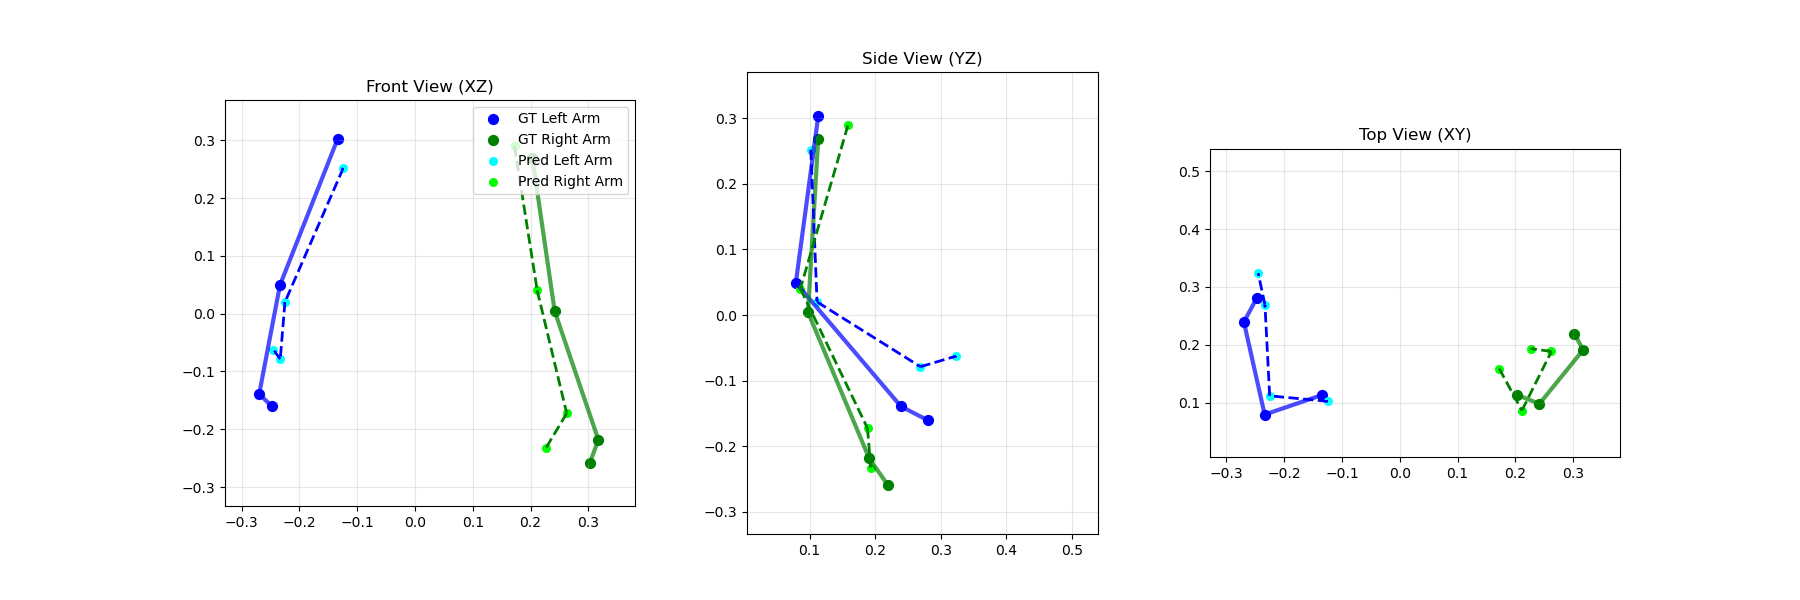 Front View (XZ)
GT Left Arm
GT Right Arm
Pred Left Arm
Pred Right Arm
0.3
0.2
0.1
0.0
−0.1
−0.2
−0.3
−0.3 −0.2 −0.1 0.0 0.1 0.2 0.3
Side View (YZ)
0.3
0.2
0.1
0.0
−0.1
−0.2
−0.3
0.1 0.2 0.3 0.4 0.5
Top View (XY)
0.5
0.4
0.3
0.2
0.1
−0.3 −0.2 −0.1 0.0 0.1 0.2 0.3